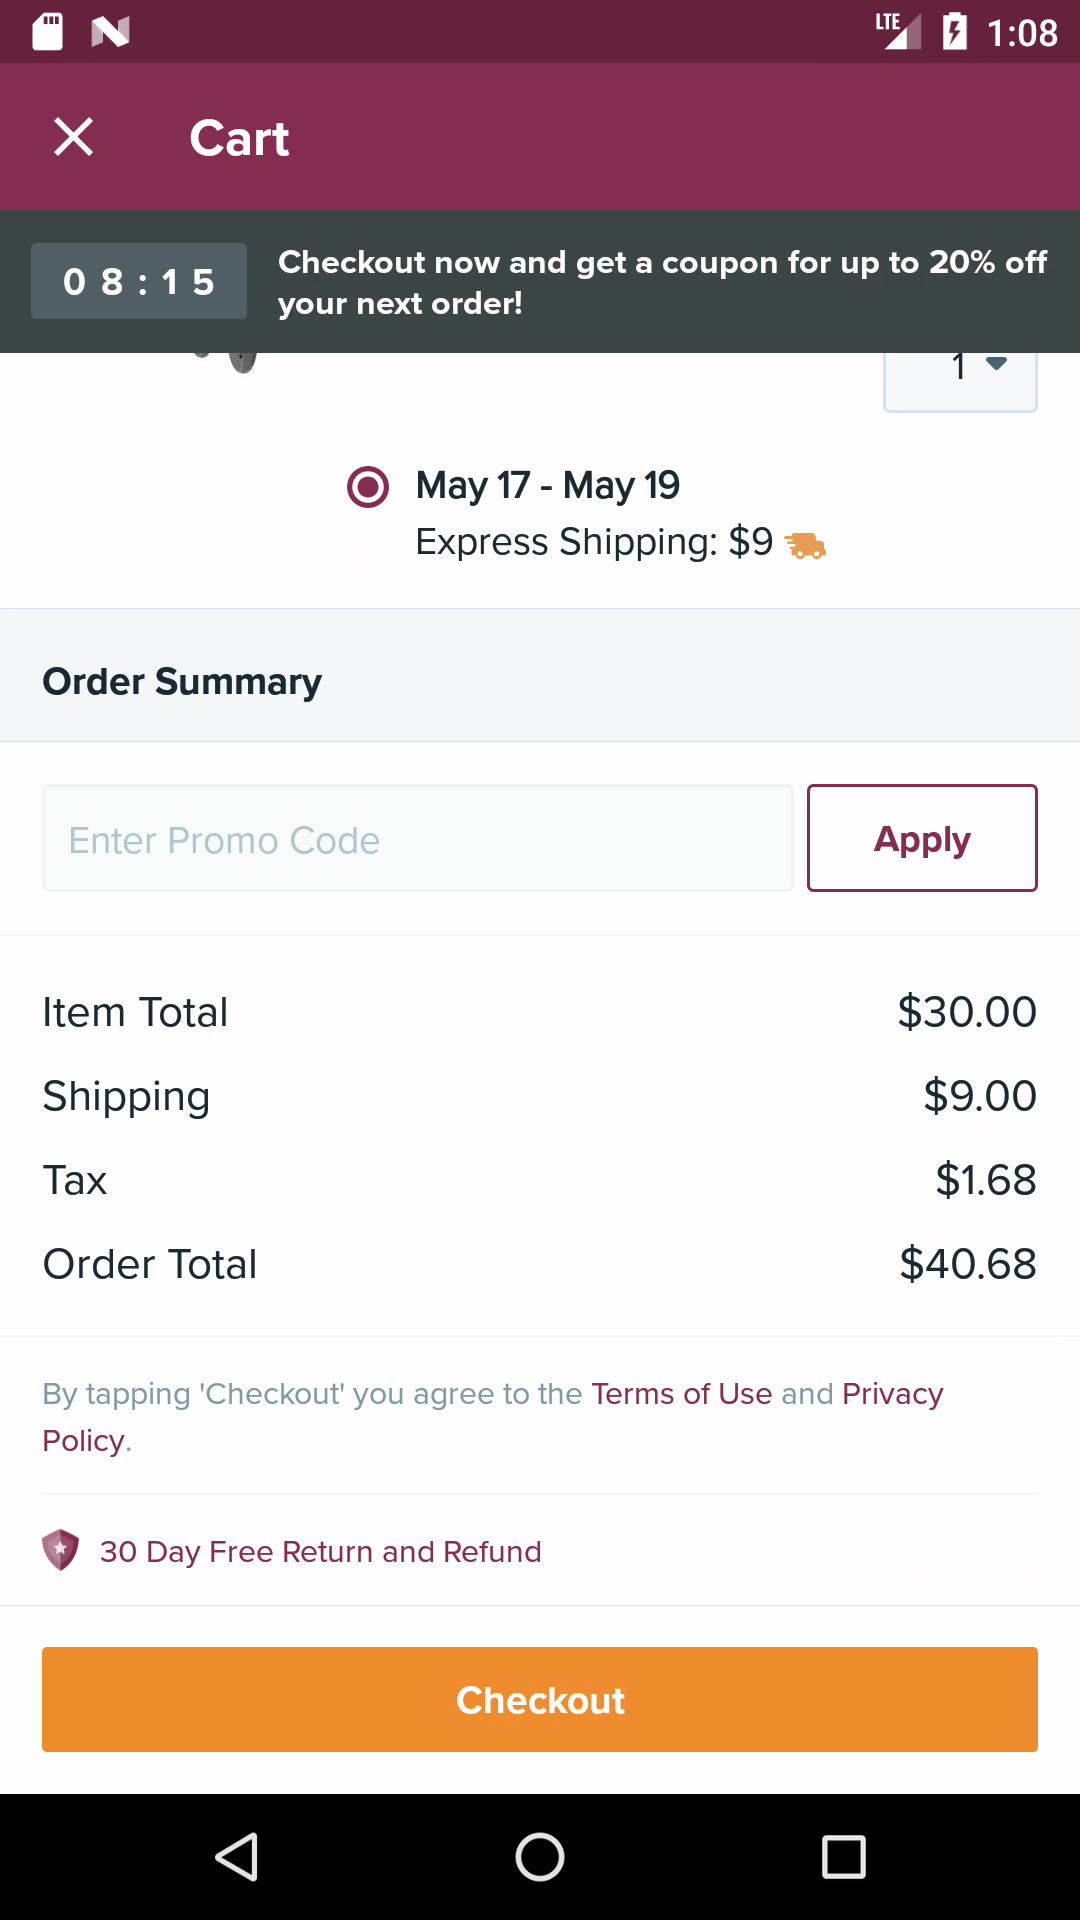 LTE 1:08
Cart
08:15
Checkout now and get a coupon for up to 20% off
your next order!
1
May 17 - May 19
Express Shipping: $9
Order Summary
Enter Promo Code
Apply
Item Total $30.00
Shipping $9.00
Tax $1.68
Order Total $40.68
By tapping 'Checkout' you agree to the Terms of Use and Privacy
Policy.
30 Day Free Return and Refund
Checkout